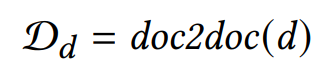 𝒟_d = doc2doc(d)